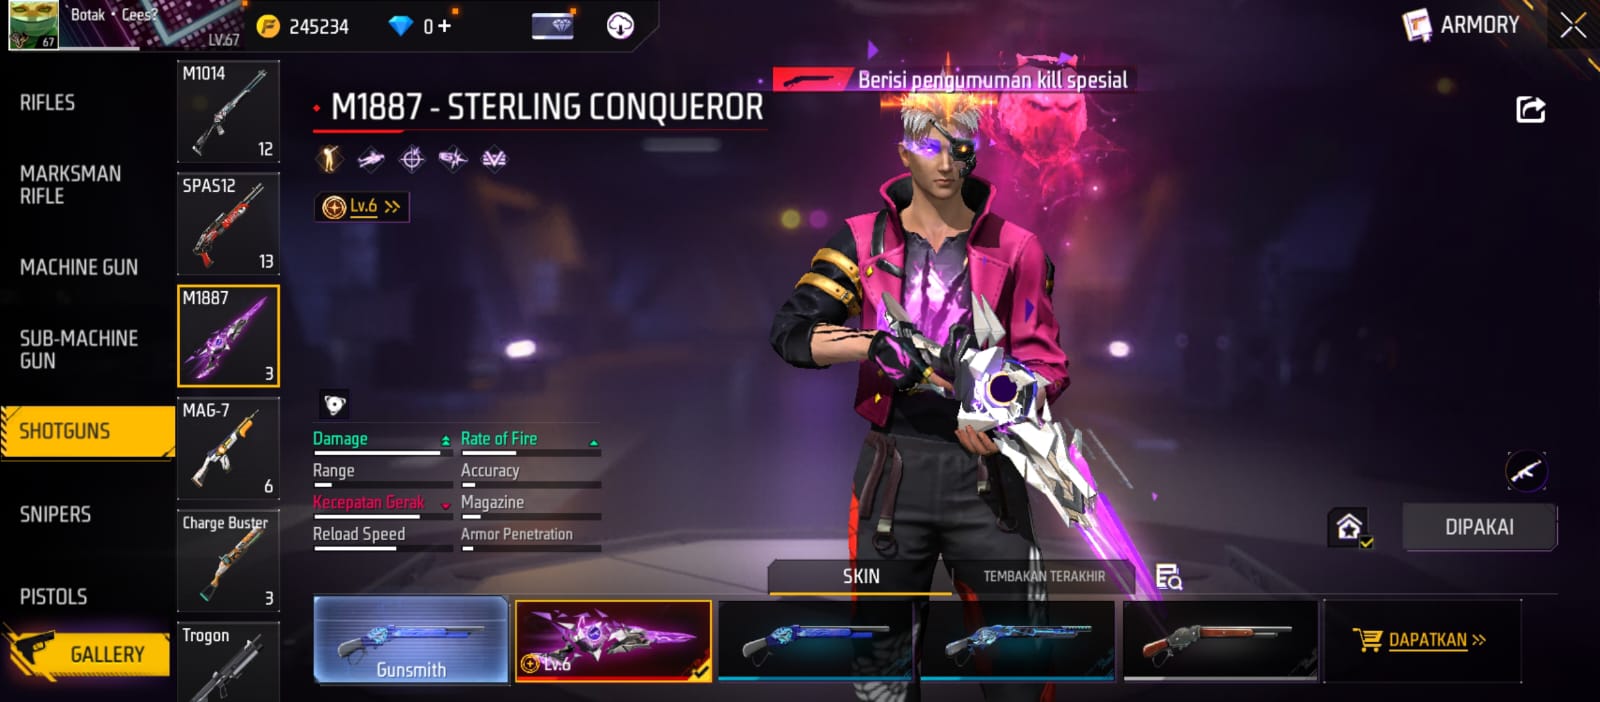 Botak • Cees?
67
LV.67
245234
0 +
ARMORY
RIFLES
MARKSMAN
RIFLE
MACHINE GUN
SUB-MACHINE
GUN
SHOTGUNS
SNIPERS
PISTOLS
GALLERY
M1014
12
SPAS12
13
M1887
3
MAG-7
6
Charge Buster
3
Trogon
M1887 - STERLING CONQUEROR
Lv.6
Berisi pengumuman kill spesial
Damage
Rate of Fire
Range
Accuracy
Kecepatan Gerak
Magazine
Reload Speed
Armor Penetration
DIPAKAI
SKIN
TEMBAKAN TERAKHIR
Gunsmith
Lv.6
DAPATKAN